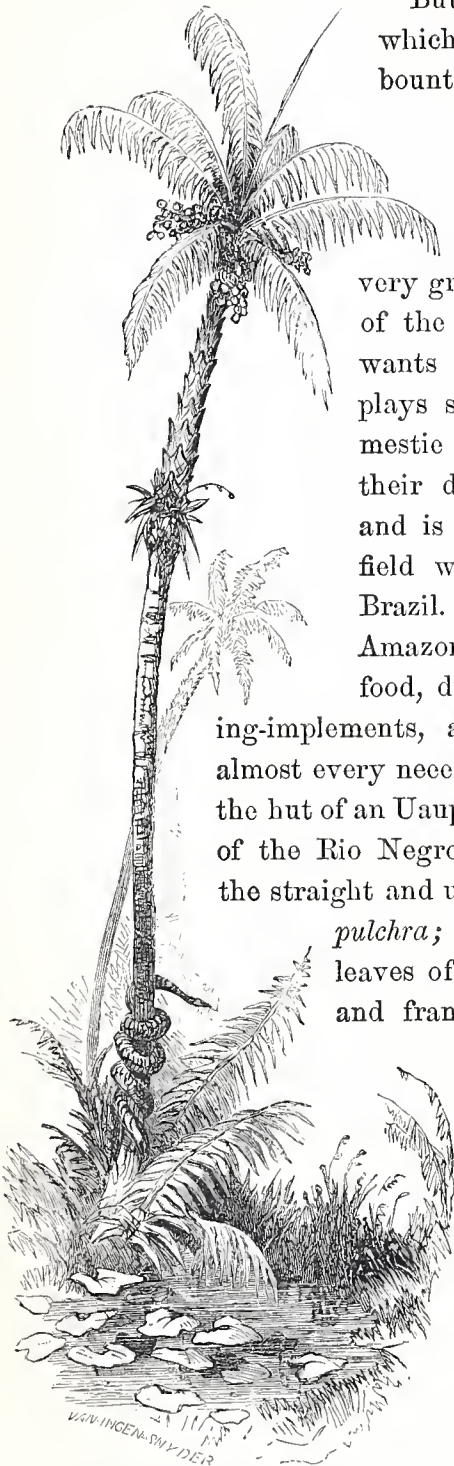 But
which
bount
very gr
of the
wants
plays s
mestic
their d
and is
field w
Brazil.
Amazon
food, d
ing-implements, a
almost every nece
the hut of an Uaup
of the Rio Negro
the straight and u
pulchra;
leaves of
and fran
VAN-INGEN-SNYDER